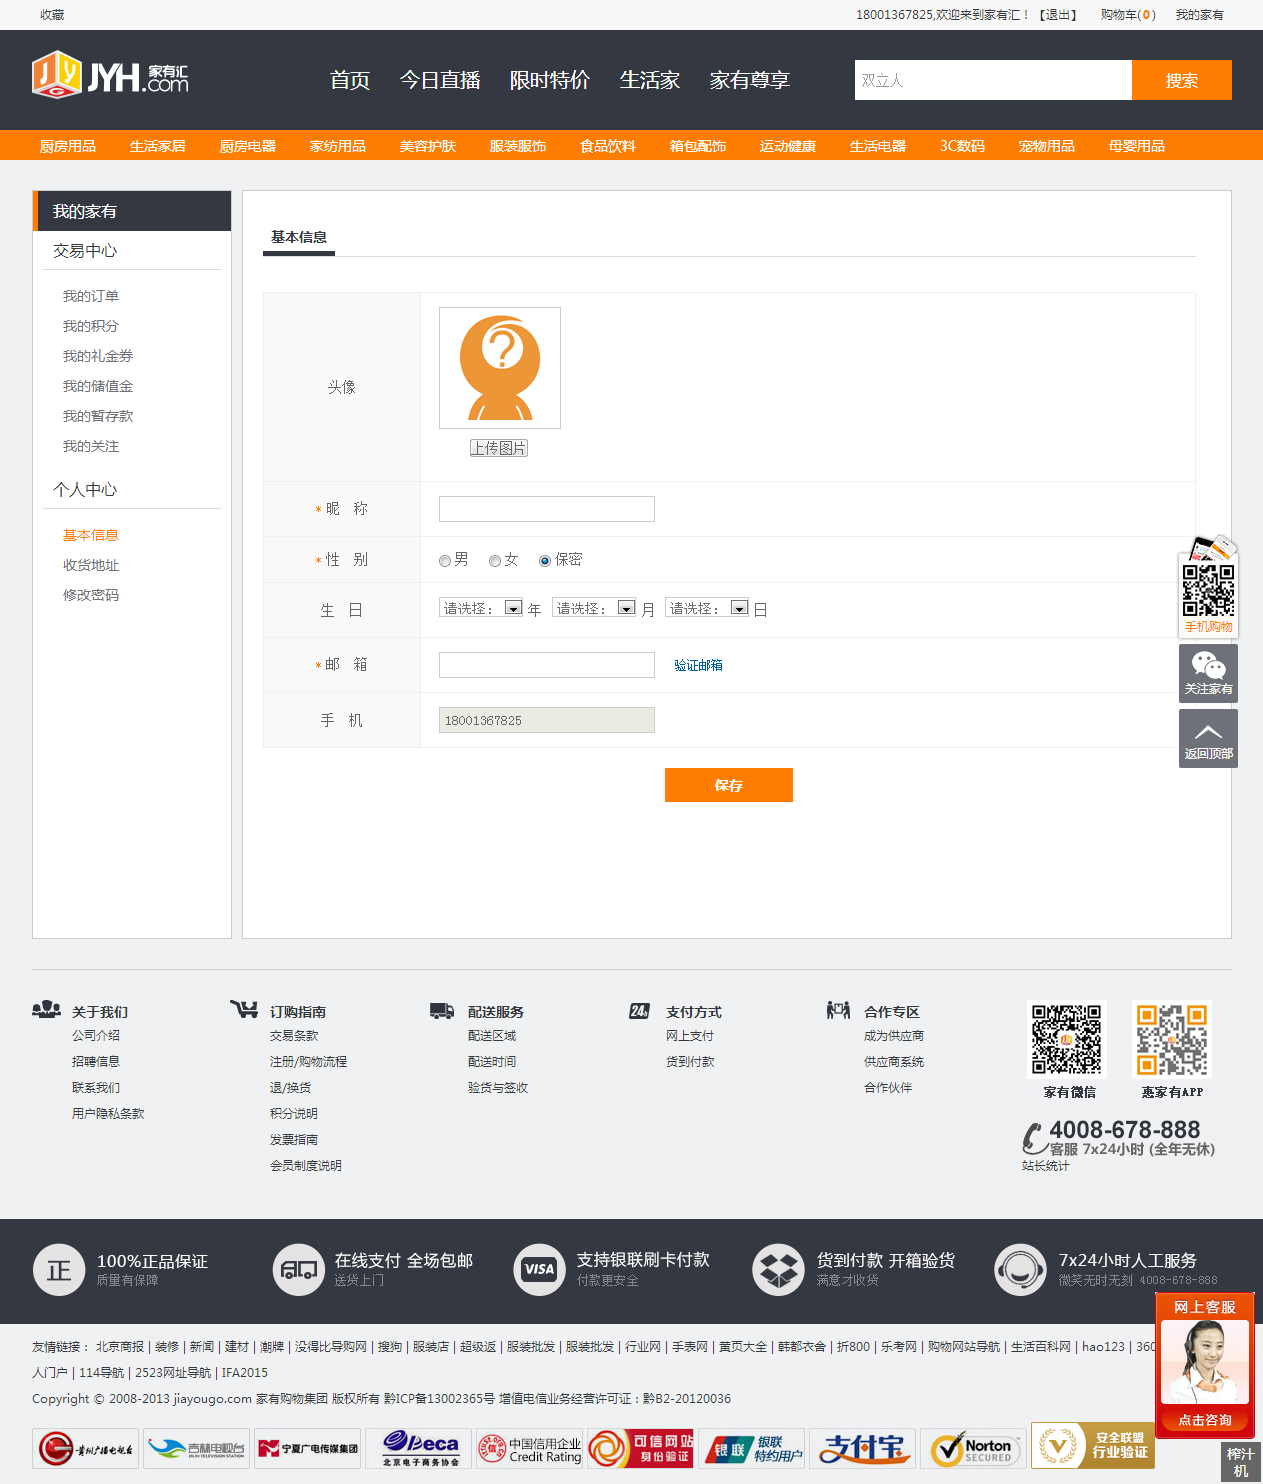 收藏
18001367825,欢迎来到家有汇！【退出】 购物车(0) 我的家有
JYH.com 家有汇
首页 今日直播 限时特价 生活家 家有尊享
双立人 搜索
厨房用品 生活家居 厨房电器 家纺用品 美容护肤 服装服饰 食品饮料 箱包配饰 运动健康 生活电器 3C数码 宠物用品 母婴用品
我的家有
交易中心
我的订单
我的积分
我的礼金券
我的储值金
我的暂存款
我的关注
个人中心
基本信息
收货地址
修改密码
基本信息
头像
上传图片
* 昵 称
* 性 别 男 女 保密
生 日 请选择： 年 请选择： 月 请选择： 日
* 邮 箱 验证邮箱
手 机 18001367825
保存
手机购物
关注家有
返回顶部
关于我们
公司介绍
招聘信息
联系我们
用户隐私条款
订购指南
交易条款
注册/购物流程
退/换货
积分说明
发票指南
会员制度说明
配送服务
配送区域
配送时间
验货与签收
24h 支付方式
网上支付
货到付款
合作专区
成为供应商
供应商系统
合作伙伴
家有微信 惠家有APP
4008-678-888
客服 7x24小时 (全年无休)
站长统计
正 100%正品保证
质量有保障
在线支付 全场包邮
送货上门
VISA 支持银联刷卡付款
付款更安全
货到付款 开箱验货
满意才收货
7x24小时人工服务
微笑无时无刻 4008-678-888
网上客服
点击咨询
友情链接： 北京商报 | 装修 | 新闻 | 建材 | 潮牌 | 没得比导购网 | 搜狗 | 服装店 | 超级返 | 服装批发 | 服装批发 | 行业网 | 手表网 | 黄页大全 | 韩都衣舍 | 折800 | 乐考网 | 购物网站导航 | 生活百科网 | hao123 | 360
人门户 | 114导航 | 2523网址导航 | IFA2015
Copyright © 2008-2013 jiayougo.com 家有购物集团 版权所有 黔ICP备13002365号 增值电信业务经营许可证：黔B2-20120036
贵州广播电视台
吉林电视台
JILIN TELEVISION STATION
宁夏广电传媒集团
Beca
北京电子商务协会
中国信用企业
Credit Rating
可信网站
身份验证
银联
银联
特约用户
支付宝
Norton
SECURED
安全联盟
行业验证
榨汁
机